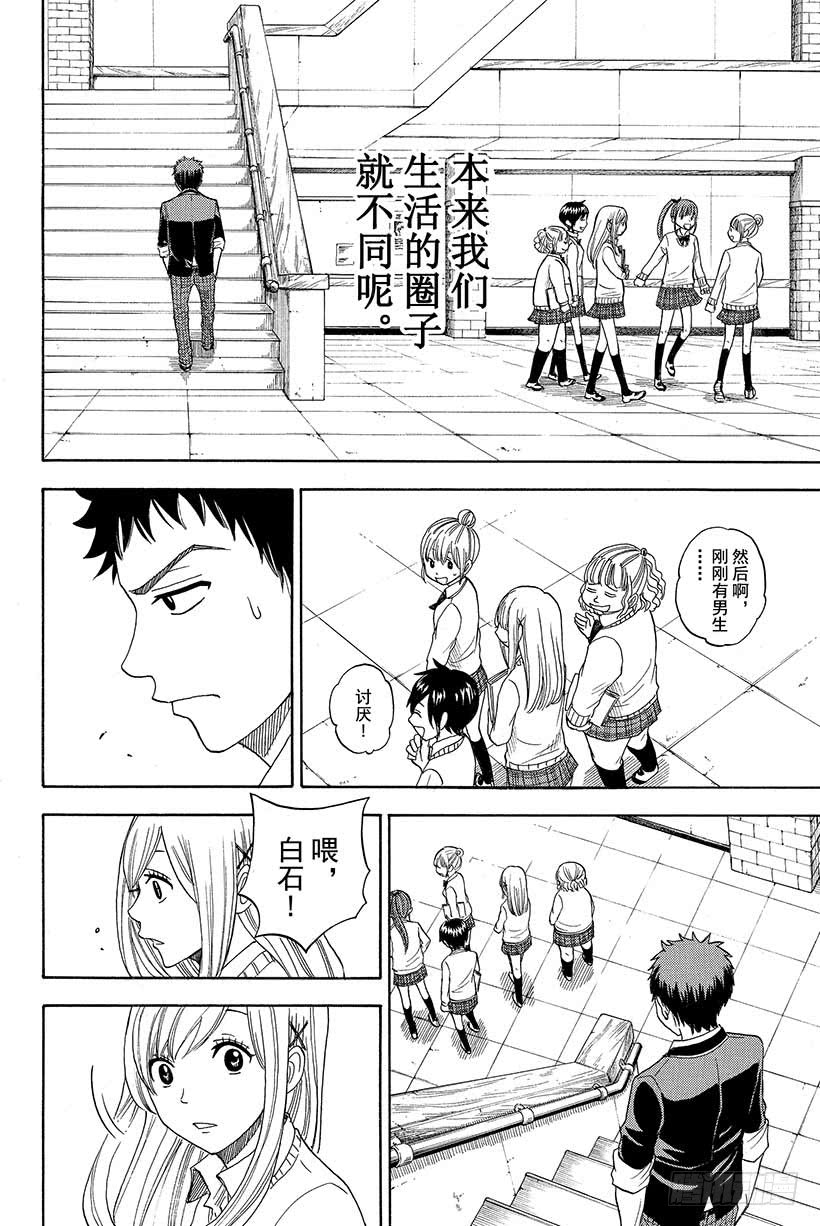 本来我们
生活的圈子
就不同呢。
然后啊，
刚刚有男生
……
讨厌！
喂，
白石！